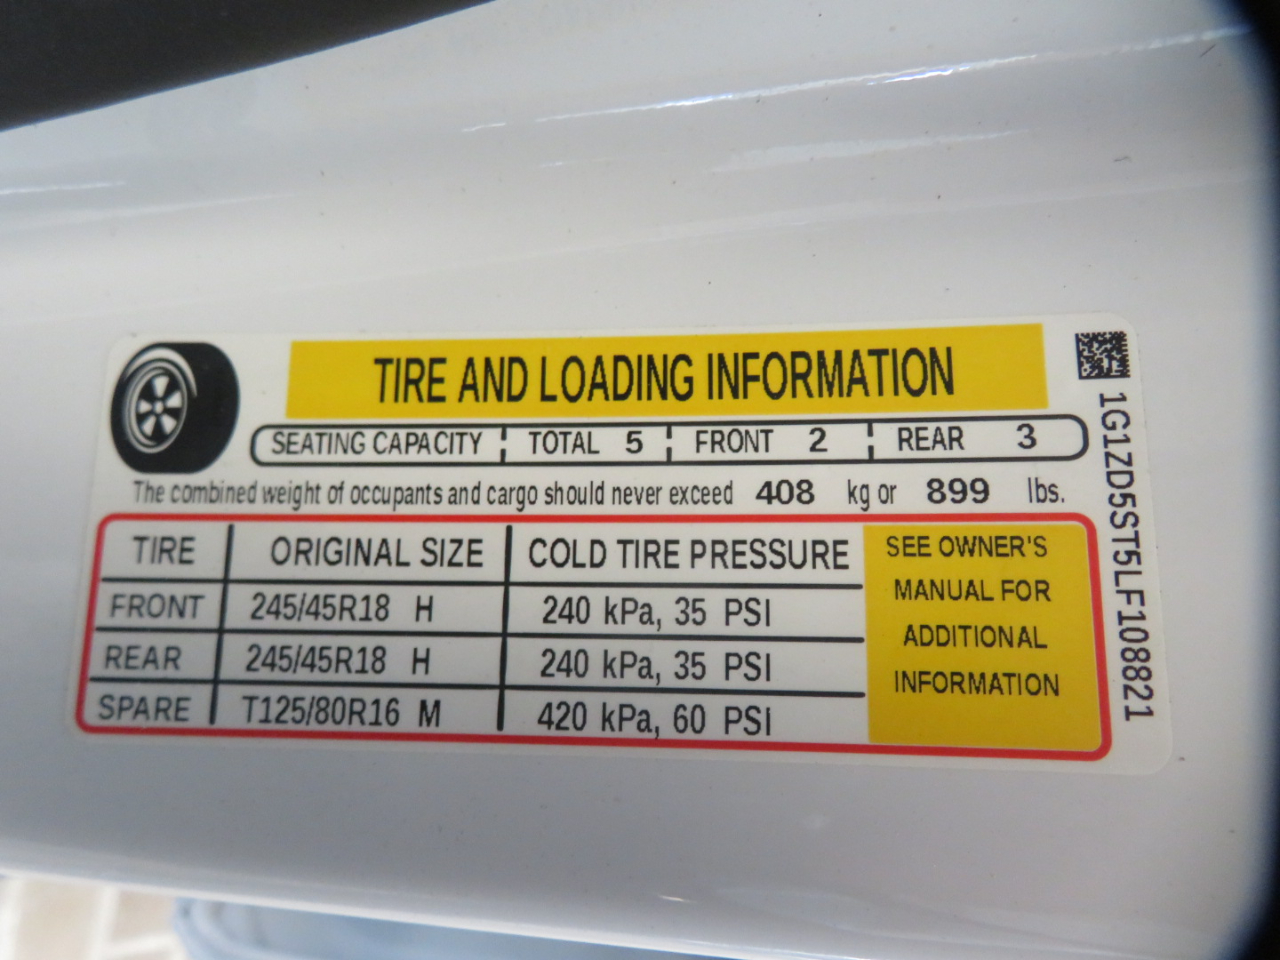 TIRE AND LOADING INFORMATION
SEATING CAPACITY TOTAL 5 FRONT 2 REAR 3
The combined weight of occupants and cargo should never exceed 408 kg or 899 lbs.
TIRE ORIGINAL SIZE COLD TIRE PRESSURE
FRONT 245/45R18 H 240 kPa, 35 PSI
REAR 245/45R18 H 240 kPa, 35 PSI
SPARE T125/80R16 M 420 kPa, 60 PSI
SEE OWNER'S
MANUAL FOR
ADDITIONAL
INFORMATION
1G1ZD5ST5LF108821